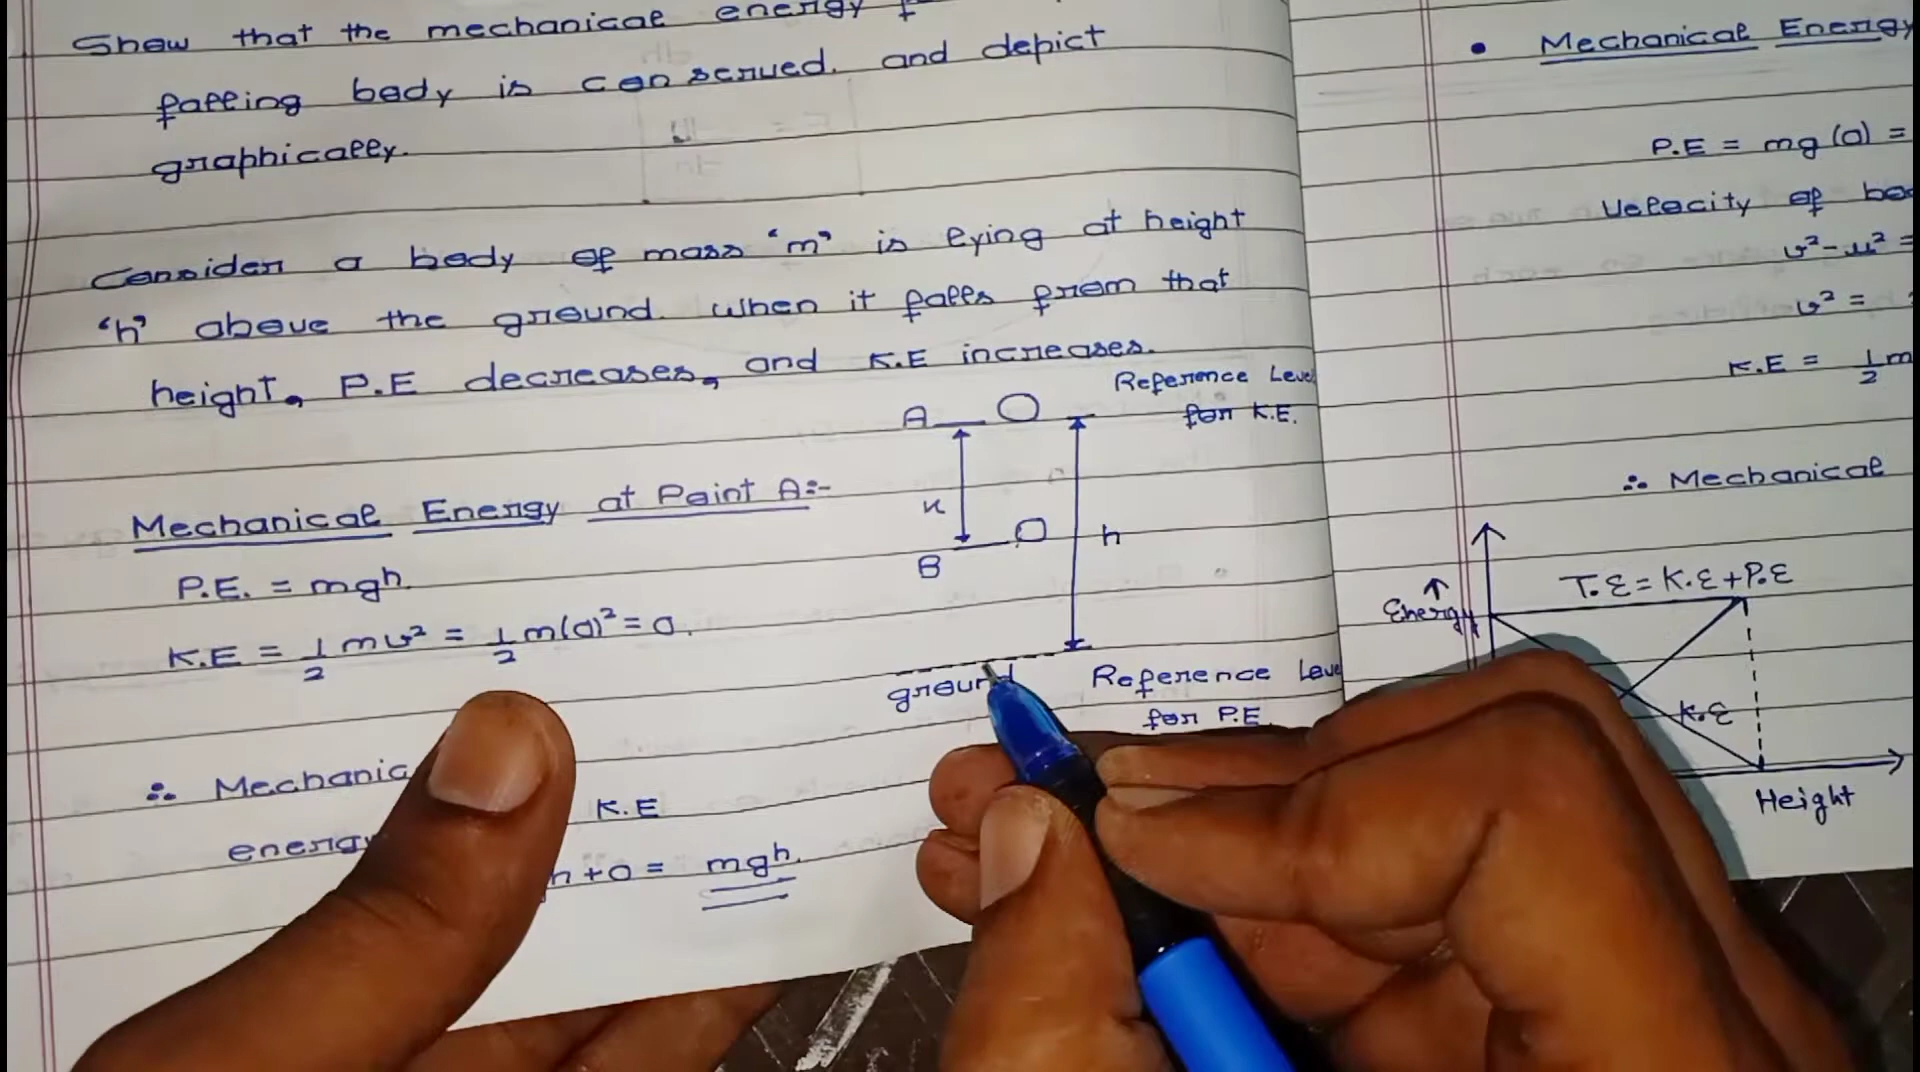 Show that the mechanical energy
falling body is conserved. and depict
graphically.
Consider a body of mass 'm' is lying at height
'h' above the ground. When it falls from that
height, P.E decreases, and K.E increases.
Reference Level
for K.E.
A
x
B
h
ground
Reference Level
for P.E.
Mechanical Energy at Point A:-
P.E. = mgh.
K.E = 1/2 mv² = 1/2 m(0)² = 0.
∴ Mechanic
energy
K.E
h + 0 = mgh.
• Mechanical Energy
P.E = mg (0) =
Velocity of
v² - u² =
v² =
K.E = 1/2 m
∴ Mechanical
↑
Energy
T.E = K.E + P.E
K.E
Height